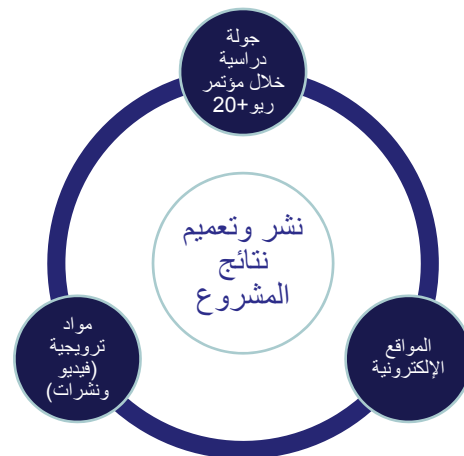 جولة
دراسية
خلال مؤتمر
ريو+20
نشر وتعميم
نتائج
المشروع
المواقع
الإلكترونية
مواد
ترويجية
(فيديو
ونشرات)